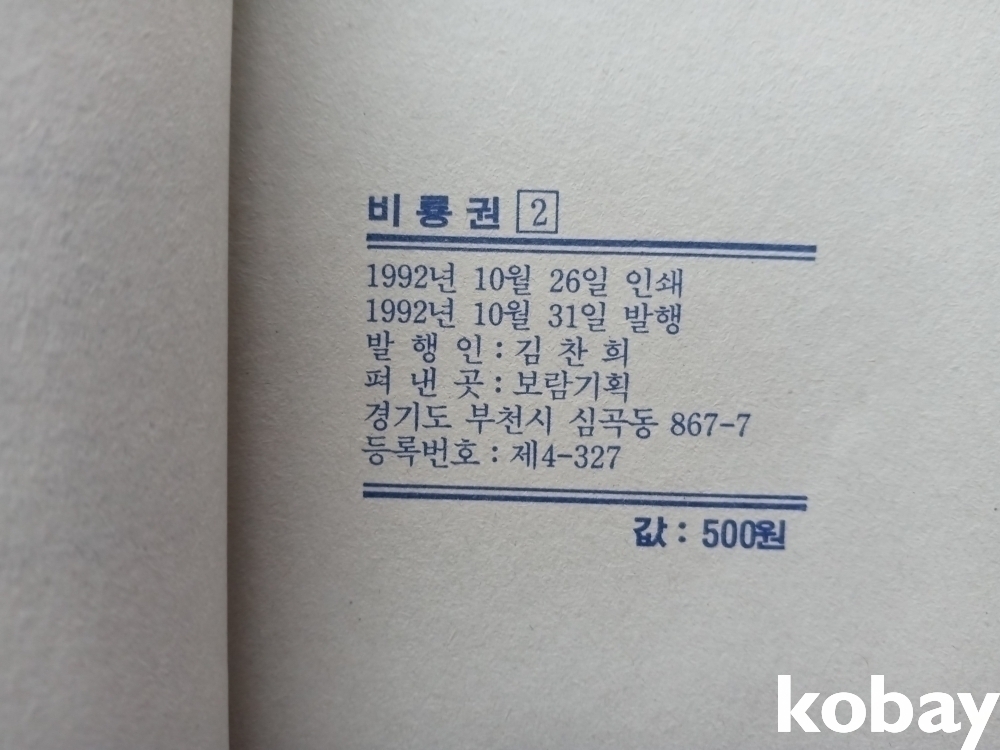 비룡권 2
1992년 10월 26일 인쇄
1992년 10월 31일 발행
발 행 인 : 김 찬 희
펴 낸 곳 : 보람기획
경기도 부천시 심곡동 867-7
등록번호 : 제4-327
값 : 500원
kobay